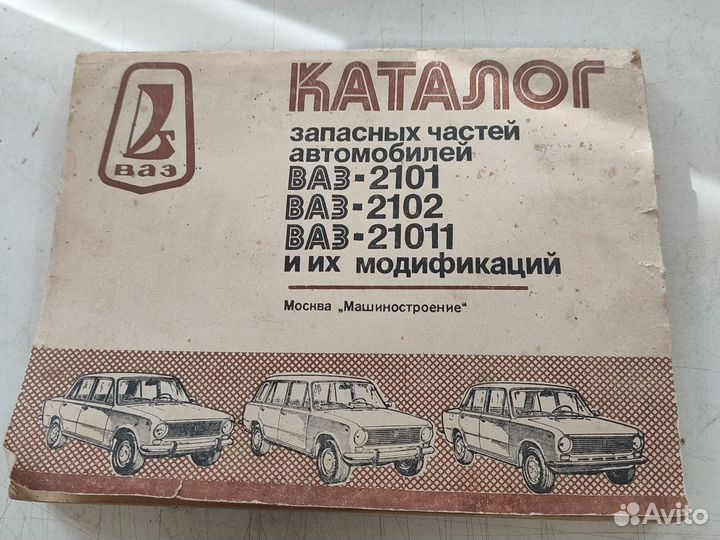 КАТАЛОГ
ваз
запасных частей
автомобилей
ВАЗ-2101
ВАЗ-2102
ВАЗ-21011
и их модификаций
Москва „Машиностроение“
Avito